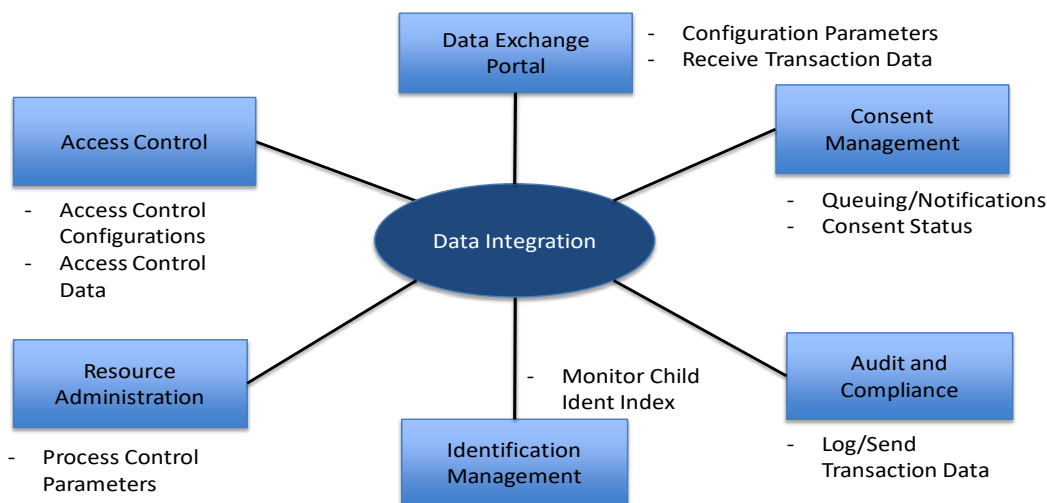 Data Exchange
Portal
- Configuration Parameters
- Receive Transaction Data
Access Control
- Access Control
Configurations
- Access Control
Data
Consent
Management
- Queuing/Notifications
- Consent Status
Data Integration
Resource
Administration
- Process Control
Parameters
- Monitor Child
Ident Index
Identification
Management
Audit and
Compliance
- Log/Send
Transaction Data